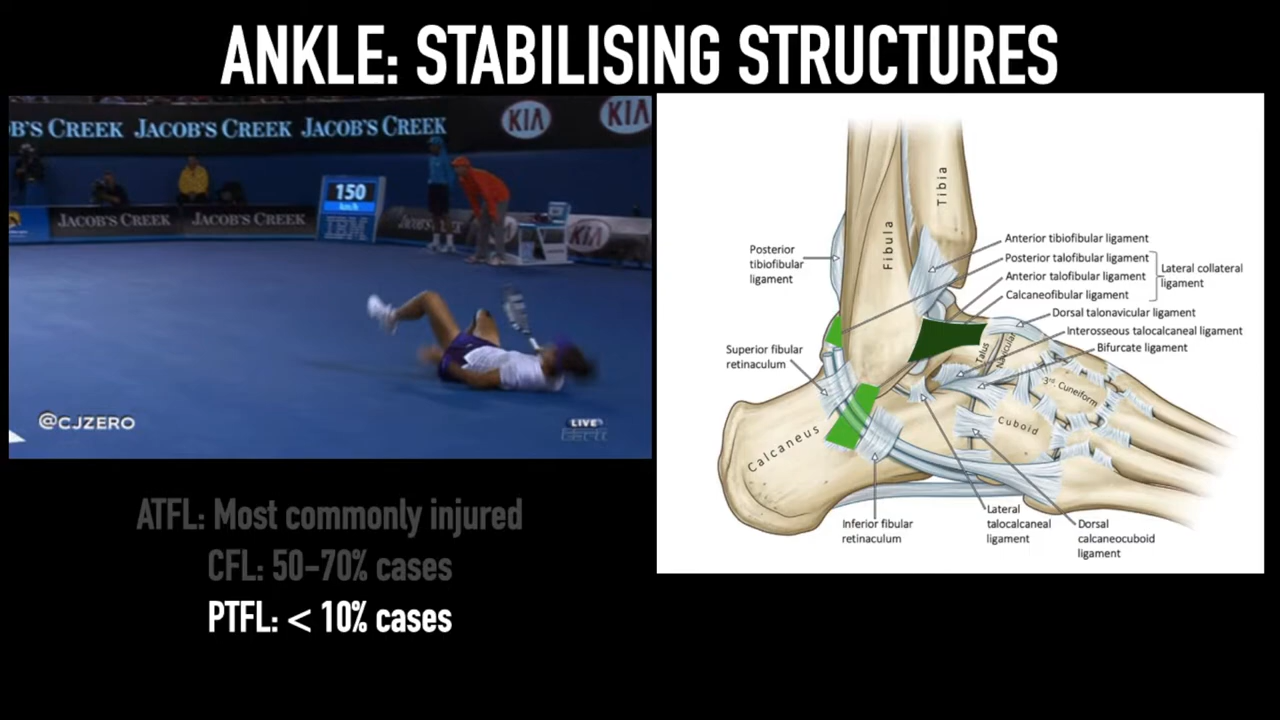 ANKLE: STABILISING STRUCTURES
B'S CREEK JACOB'S CREEK JACOB'S CREEK
KIA
KIA
150
km/h
IBM
JACOB'S CREEK
JACOB'S CREEK
KIA
@CJZERO
LIVE
ATFL: Most commonly injured
CFL: 50-70% cases
PTFL: < 10% cases
Tibia
Fibula
Posterior
tibiofibular
ligament
Anterior tibiofibular ligament
Posterior talofibular ligament
Anterior talofibular ligament
Calcaneofibular ligament
Lateral collateral
ligament
Dorsal talonavicular ligament
Interosseous talocalcaneal ligament
Bifurcate ligament
Superior fibular
retinaculum
Talus
Navicular
3rd. Cuneiform
Cuboid
Calcaneus
Inferior fibular
retinaculum
Lateral
talocalcaneal
ligament
Dorsal
calcaneocuboid
ligament